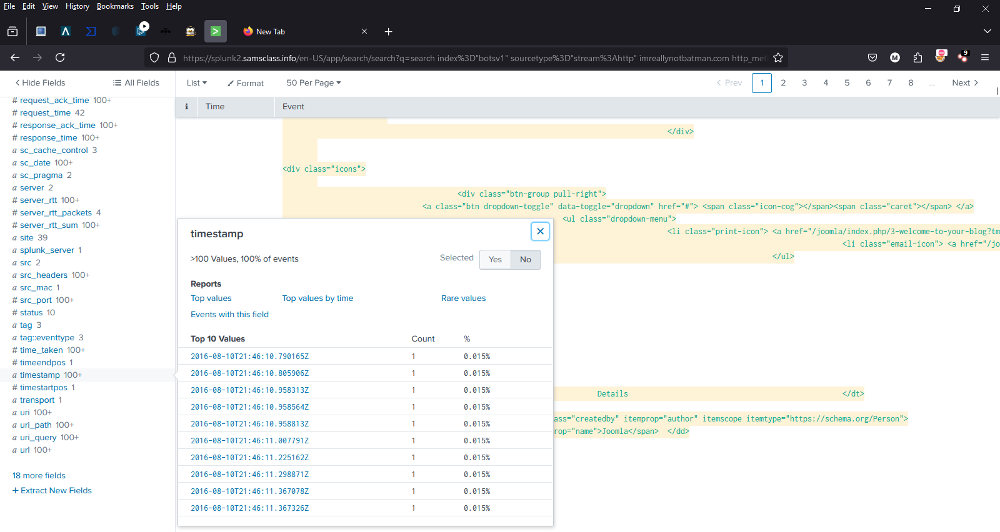 File Edit View History Bookmarks Tools Help
New Tab
https://splunk2.samsclass.info/en-US/app/search/search?q=search index%3D"botsv1" sourcetype%3D"stream%3Ahttp" imreallynotbatman.com http_met
M
9
Hide Fields All Fields
List Format 50 Per Page
Prev 1 2 3 4 5 6 7 8 ... Next
i Time Event
# request_ack_time 100+
# request_time 42
# response_ack_time 100+
# response_time 100+
a sc_cache_control 3
a sc_date 100+
a sc_pragma 2
a server 2
# server_rtt 100+
# server_rtt_packets 4
# server_rtt_sum 100+
a site 39
a splunk_server 1
a src 2
a src_headers 100+
a src_mac 1
# src_port 100+
# status 10
a tag 3
a tag::eventtype 3
# time_taken 100+
# timeendpos 1
a timestamp 100+
# timestartpos 1
a transport 1
a uri 100+
a uri_path 100+
a uri_query 100+
a url 100+
18 more fields
+ Extract New Fields
</div>
<div class="icons">
<div class="btn-group pull-right">
<a class="btn dropdown-toggle" data-toggle="dropdown" href="#"> <span class="icon-cog"></span><span class="caret"></span> </a>
<ul class="dropdown-menu">
<li class="print-icon"> <a href="/joomla/index.php/3-welcome-to-your-blog?tm
<li class="email-icon"> <a href="/jo
</ul>
Details </dt>
ass="createdby" itemprop="author" itemscope itemtype="https://schema.org/Person">
rop="name">Joomla</span> </dd>
timestamp
>100 Values, 100% of events
Selected Yes No
Reports
Top values Top values by time Rare values
Events with this field
Top 10 Values Count %
2016-08-10T21:46:10.790165Z 1 0.015%
2016-08-10T21:46:10.805906Z 1 0.015%
2016-08-10T21:46:10.958313Z 1 0.015%
2016-08-10T21:46:10.958564Z 1 0.015%
2016-08-10T21:46:10.958813Z 1 0.015%
2016-08-10T21:46:11.007791Z 1 0.015%
2016-08-10T21:46:11.225162Z 1 0.015%
2016-08-10T21:46:11.298871Z 1 0.015%
2016-08-10T21:46:11.367078Z 1 0.015%
2016-08-10T21:46:11.367326Z 1 0.015%